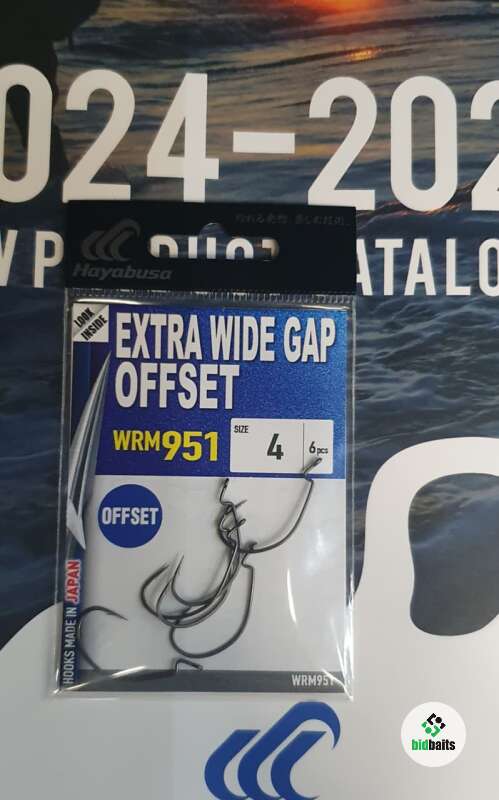 024-202
W P
ATALO
Hayabusa
LOOK
INSIDE
EXTRA WIDE GAP
OFFSET
WRM951
SIZE
4
6pcs
OFFSET
HOOKS MADE IN JAPAN
WRM951
bidbaits